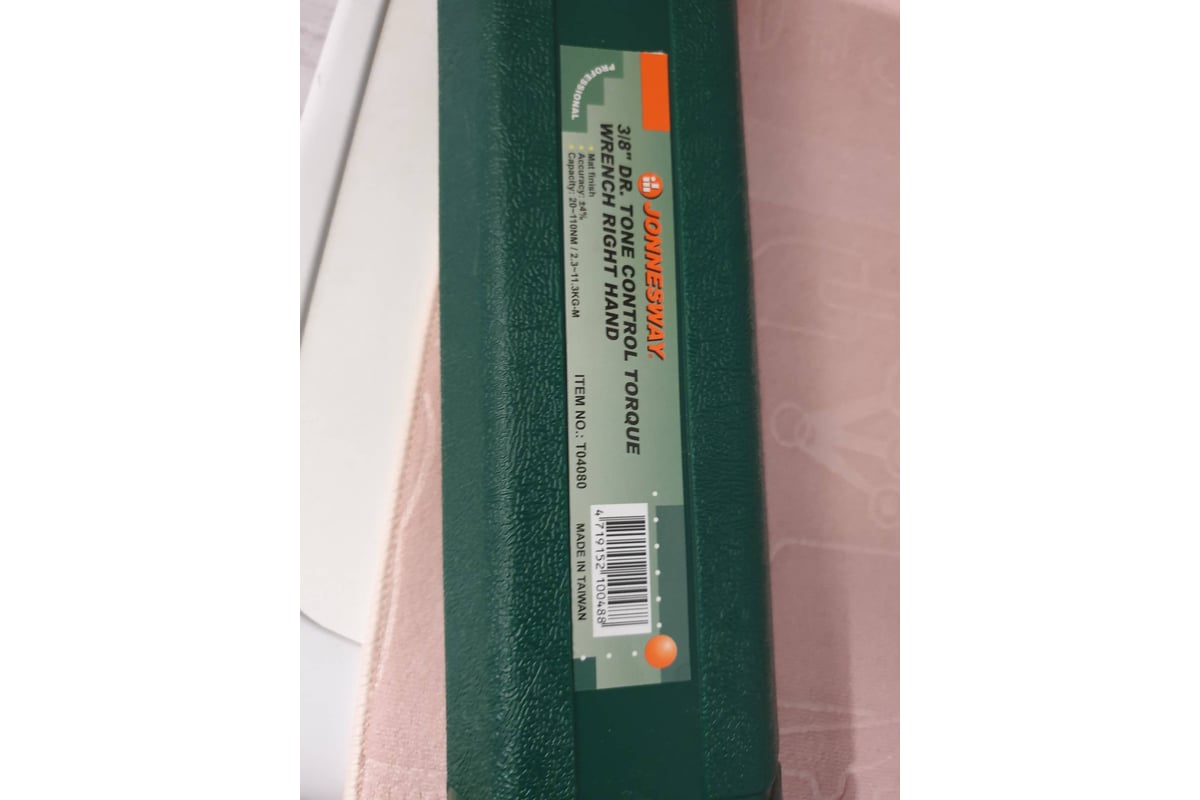 PROFESSIONAL
JONNESWAY
3/8" DR. TONE CONTROL TORQUE
WRENCH RIGHT HAND
Mat finish
Accuracy: ±4%
Capacity: 20~110NM / 2.3~11.3KG-M
ITEM NO.: T04080
MADE IN TAIWAN
4 719152 100488